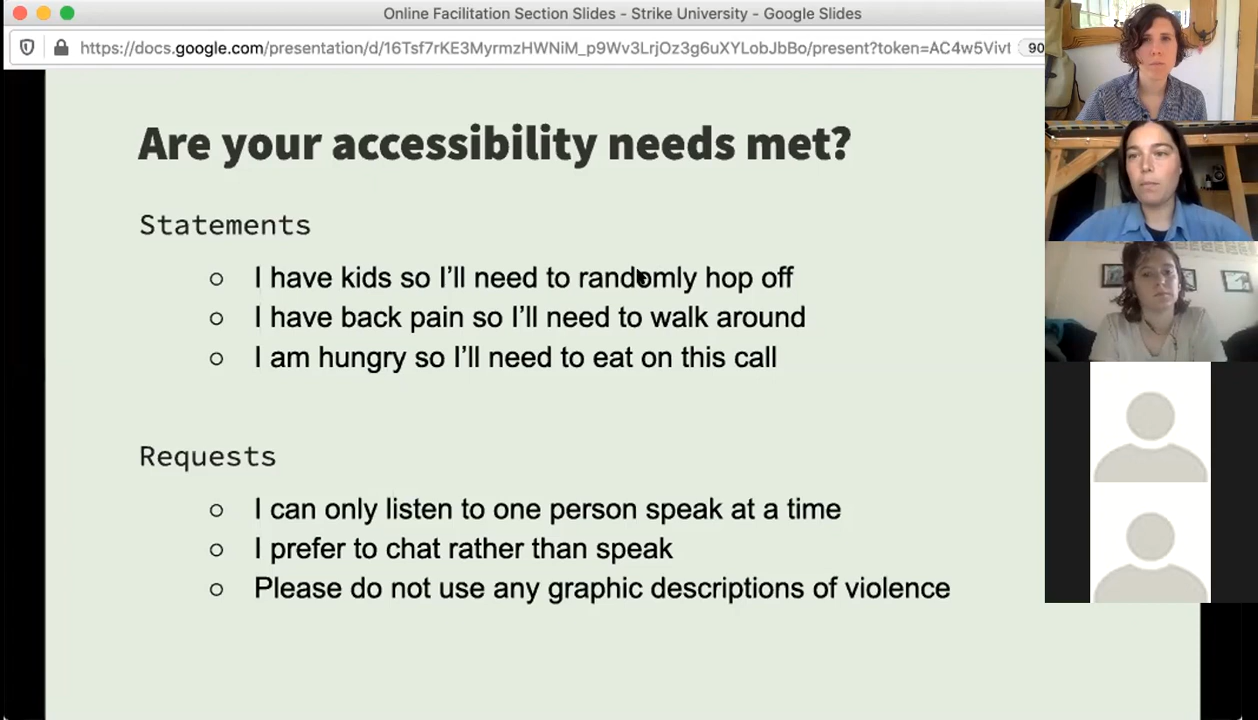 Online Facilitation Section Slides - Strike University - Google Slides
https://docs.google.com/presentation/d/16Tsf7rKE3MyrmzHWNiM_p9Wv3LrjOz3g6uXYLobJbBo/present?token=AC4w5Vivt 90
Are your accessibility needs met?
Statements
I have kids so I'll need to randomly hop off
I have back pain so I'll need to walk around
I am hungry so I'll need to eat on this call
Requests
I can only listen to one person speak at a time
I prefer to chat rather than speak
Please do not use any graphic descriptions of violence